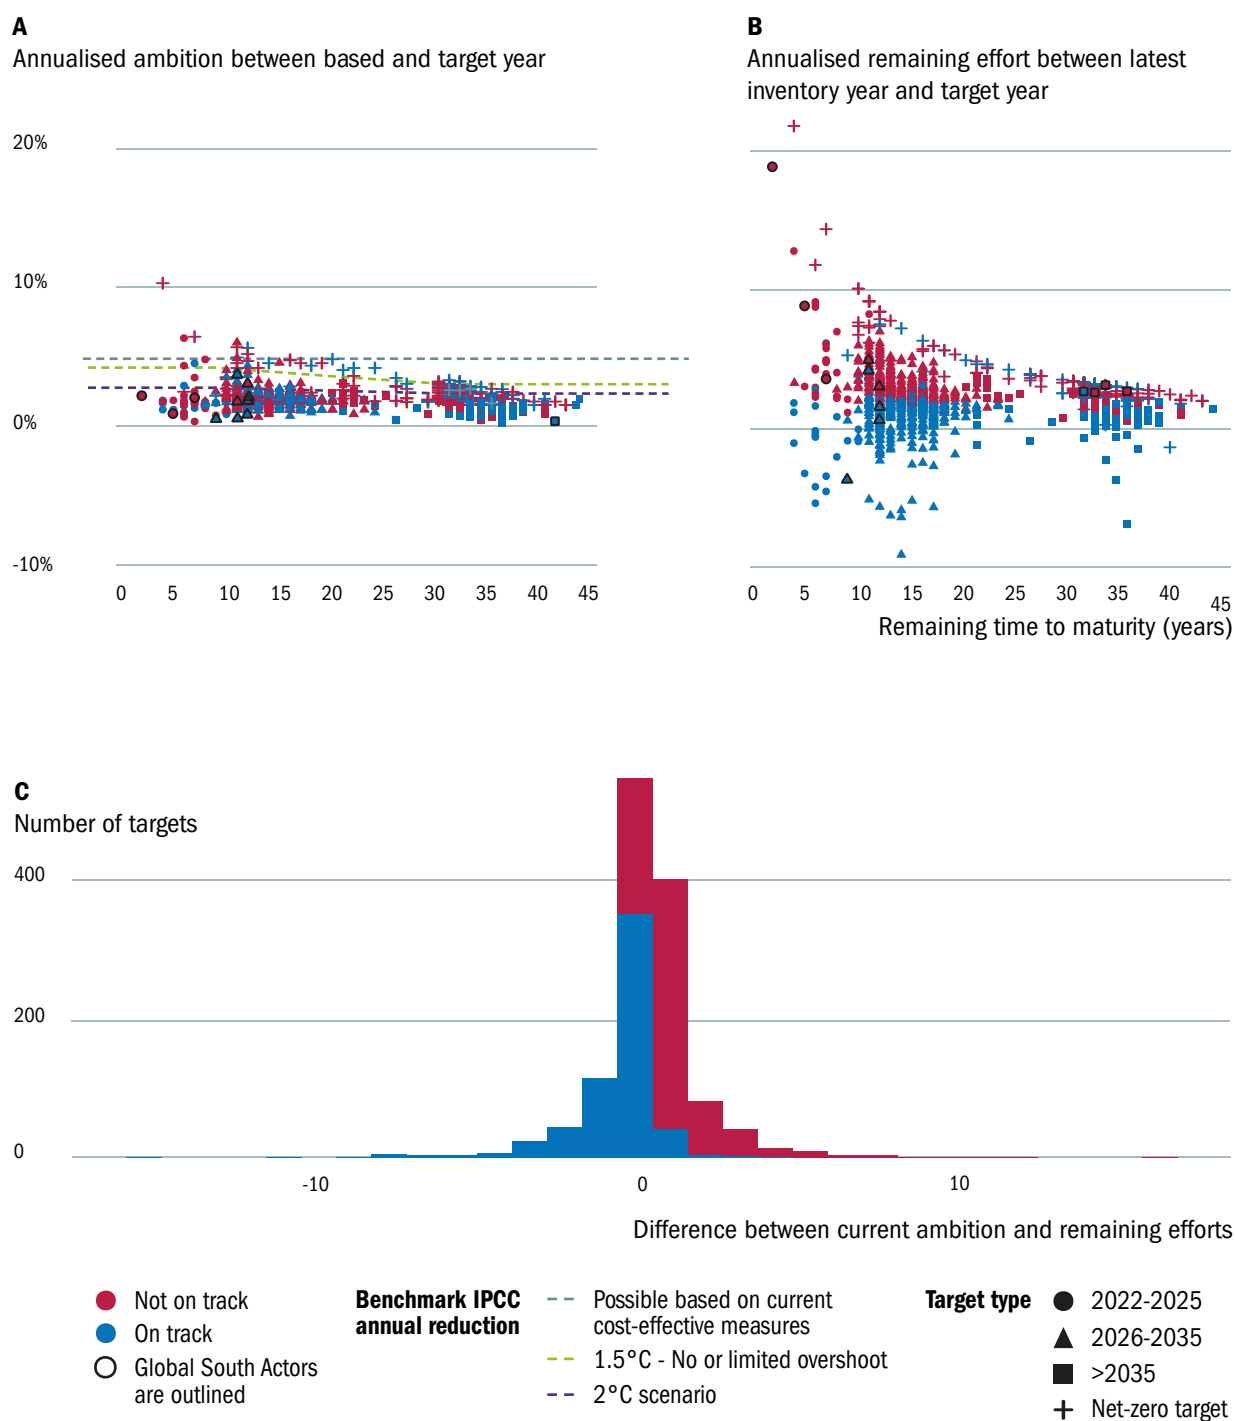 A
Annualised ambition between based and target year
20%
10%
0%
-10%
0 5 10 15 20 25 30 35 40 45
B
Annualised remaining effort between latest
inventory year and target year
0 5 10 15 20 25 30 35 40 45
Remaining time to maturity (years)
C
Number of targets
400
200
0
-10 0 10
Difference between current ambition and remaining efforts
Not on track
On track
Global South Actors
are outlined
Benchmark IPCC
annual reduction
Possible based on current
cost-effective measures
1.5°C - No or limited overshoot
2°C scenario
Target type
2022-2025
2026-2035
>2035
Net-zero target